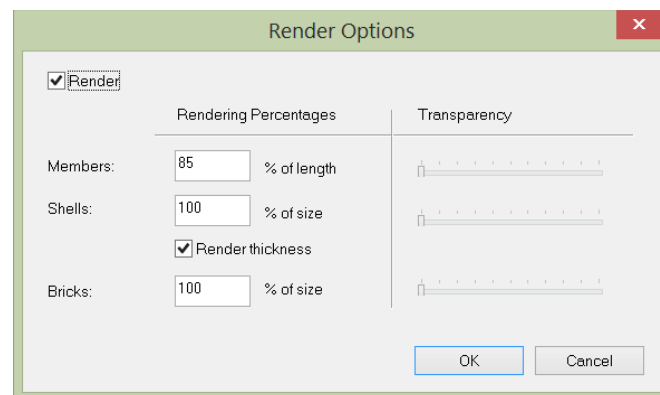 Render Options
Render
Rendering Percentages Transparency
Members: 85 % of length
Shells: 100 % of size
Render thickness
Bricks: 100 % of size
OK Cancel